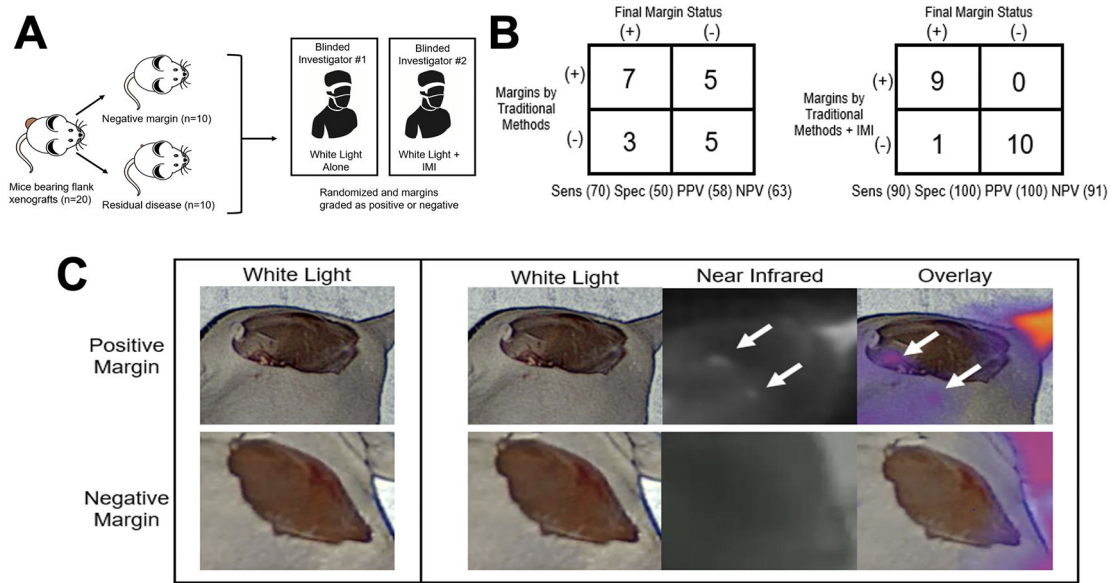 A
Negative margin (n=10)
Mice bearing flank
xenografts (n=20)
Residual disease (n=10)
Blinded
Investigator #1
White Light
Alone
Blinded
Investigator #2
White Light +
IMI
Randomized and margins
graded as positive or negative
B
Final Margin Status
(+)
(-)
Margins by
Traditional
Methods
(+)
7
5
(-)
3
5
Sens (70) Spec (50) PPV (58) NPV (63)
Final Margin Status
(+)
(-)
Margins by
Traditional
Methods + IMI
(+)
9
0
(-)
1
10
Sens (90) Spec (100) PPV (100) NPV (91)
C
White Light
White Light
Near Infrared
Overlay
Positive
Margin
Negative
Margin